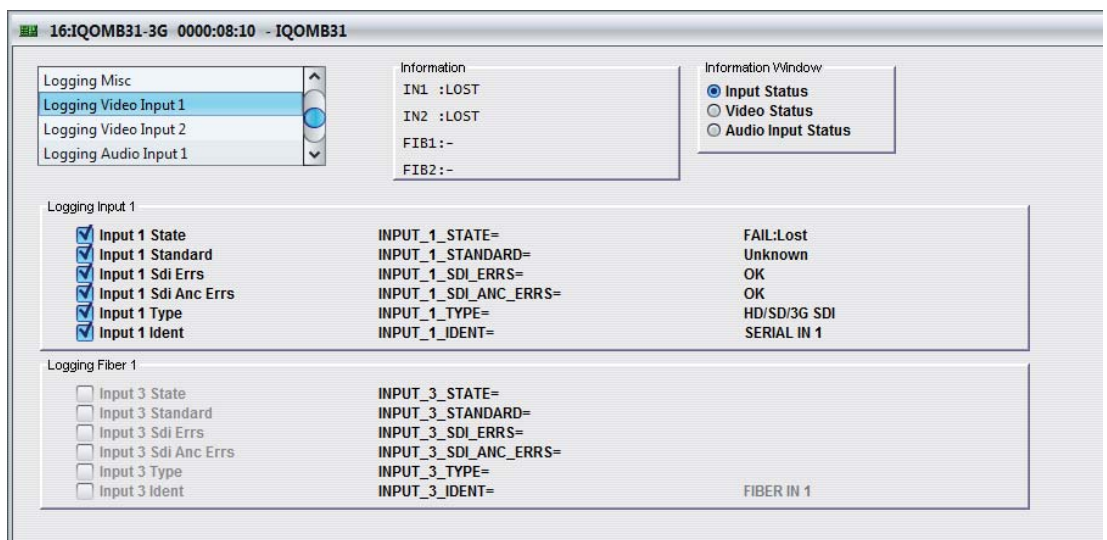 16:IQOMB31-3G 0000:08:10 - IQOMB31
Logging Misc
Logging Video Input 1
Logging Video Input 2
Logging Audio Input 1
Information
IN1 :LOST
IN2 :LOST
FIB1:-
FIB2:-
Information Window
Input Status
Video Status
Audio Input Status
Logging Input 1
Input 1 State INPUT_1_STATE= FAIL:Lost
Input 1 Standard INPUT_1_STANDARD= Unknown
Input 1 Sdi Errs INPUT_1_SDI_ERRS= OK
Input 1 Sdi Anc Errs INPUT_1_SDI_ANC_ERRS= OK
Input 1 Type INPUT_1_TYPE= HD/SD/3G SDI
Input 1 Ident INPUT_1_IDENT= SERIAL IN 1
Logging Fiber 1
Input 3 State INPUT_3_STATE=
Input 3 Standard INPUT_3_STANDARD=
Input 3 Sdi Errs INPUT_3_SDI_ERRS=
Input 3 Sdi Anc Errs INPUT_3_SDI_ANC_ERRS=
Input 3 Type INPUT_3_TYPE=
Input 3 Ident INPUT_3_IDENT= FIBER IN 1